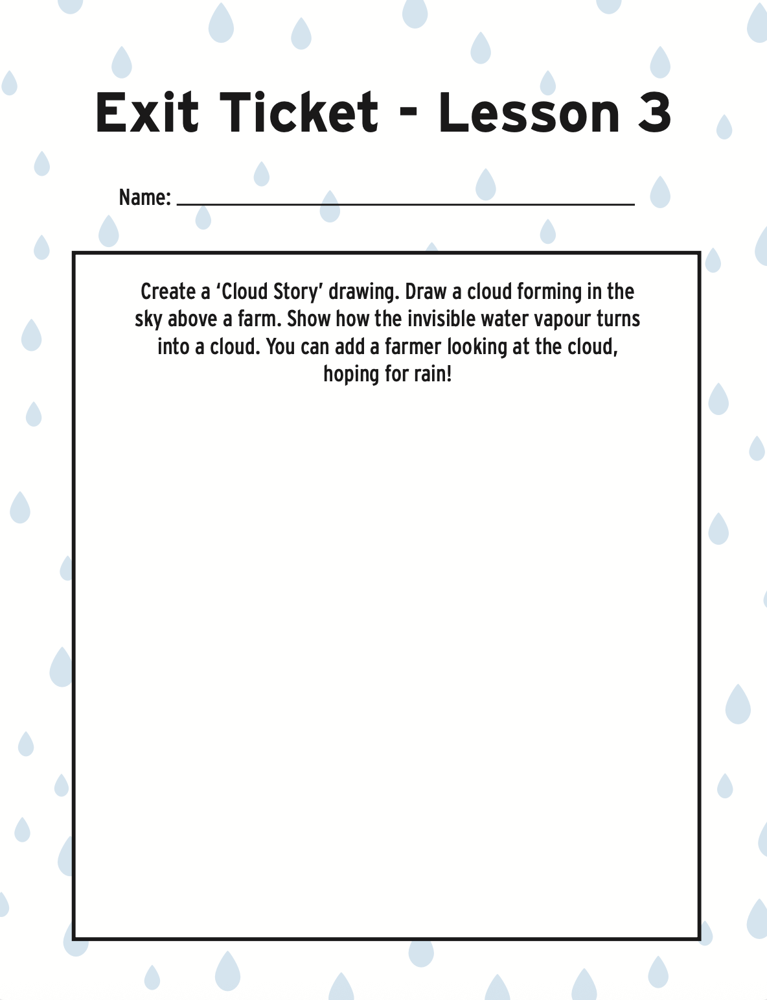 Exit Ticket - Lesson 3
Name:
Create a ‘Cloud Story’ drawing. Draw a cloud forming in the
sky above a farm. Show how the invisible water vapour turns
into a cloud. You can add a farmer looking at the cloud,
hoping for rain!